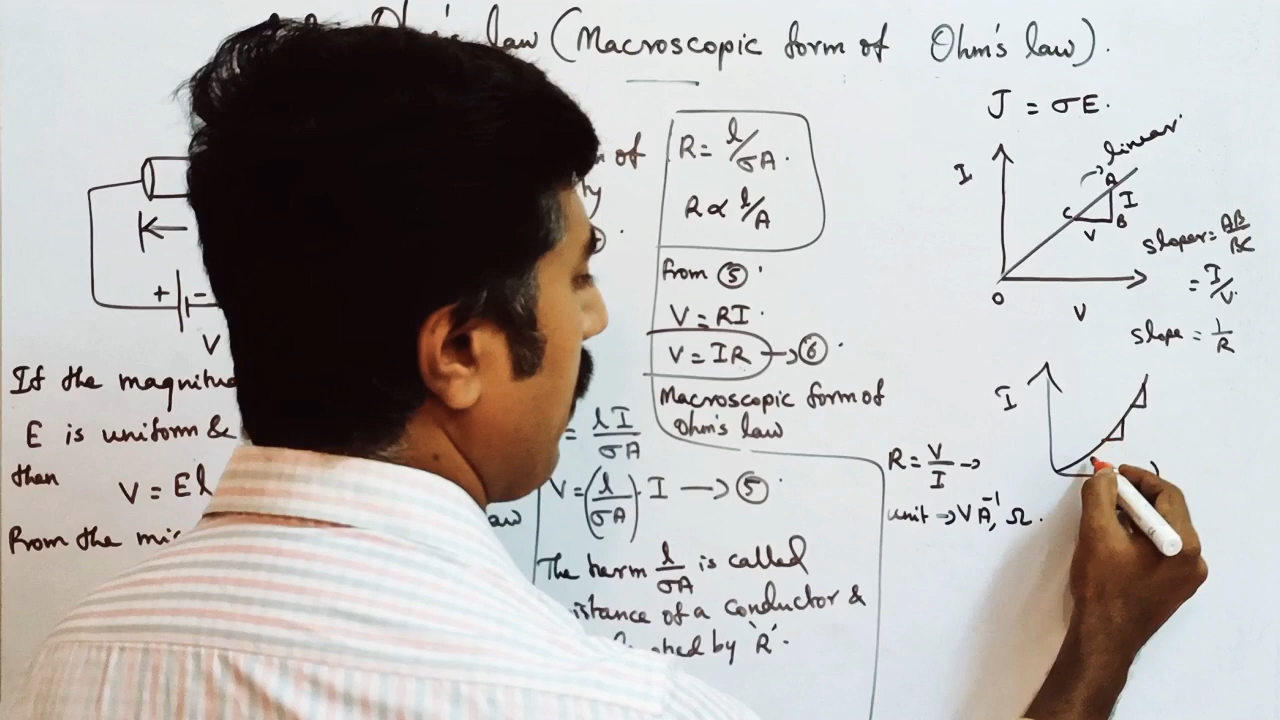 law (Macroscopic form of Ohm's law).
+ -
V
If the magnitu
E is uniform &
then
V = El
From the mic
of
R = l/σA.
R ∝ l/A
from ⑤
V = RI.
V = IR → ⑥.
Macroscopic form of
Ohm's law
= lI/σA
V = (l/σA).I → ⑤.
The term l/σA is called
istance of a conductor &
by 'R'.
J = σE.
I
linear
A
C
I
V
B
O
V
slope = AB/BC
= I/V.
slope = 1/R
I
R = V/I →
unit → VA⁻¹, Ω.